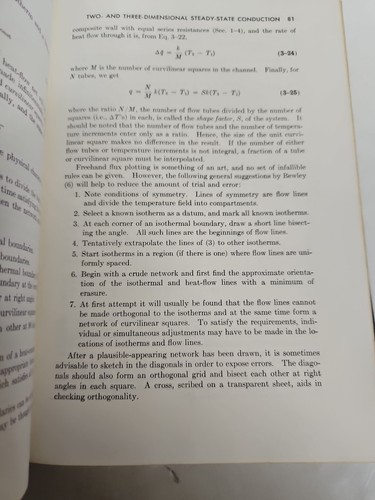 TWO- AND THREE-DIMENSIONAL STEADY-STATE CONDUCTION 81
composite wall with equal series resistances (Sec. 1-4), and the rate of
heat flow through it is, from Eq. 3-22,
Δq = k/M (T₁ − T₂) (3-24)
where M is the number of curvilinear squares in the channel. Finally, for
N tubes, we get
q = N/M k(T₁ − T₂) = Sk(T₁ − T₂) (3-25)
where the ratio N/M, the number of flow tubes divided by the number of
squares (i.e., ΔT's) in each, is called the shape factor, S, of the system. It
should be noted that the number of flow tubes and the number of tempera-
ture increments enter only as a ratio. Hence, the size of the unit curvi-
linear square makes no difference in the result. If the number of either
flow tubes or temperature increments is not integral, a fraction of a tube
or curvilinear square must be interpolated.
Freehand flux plotting is something of an art, and no set of infallible
rules can be given. However, the following general suggestions by Bewley
(6) will help to reduce the amount of trial and error:
1. Note conditions of symmetry. Lines of symmetry are flow lines
and divide the temperature field into compartments.
2. Select a known isotherm as a datum, and mark all known isotherms.
3. At each corner of an isothermal boundary, draw a short line bisect-
ing the angle. All such lines are the beginnings of flow lines.
4. Tentatively extrapolate the lines of (3) to other isotherms.
5. Start isotherms in a region (if there is one) where flow lines are uni-
formly spaced.
6. Begin with a crude network and first find the approximate orienta-
tion of the isothermal and heat-flow lines with a minimum of
erasure.
7. At first attempt it will usually be found that the flow lines cannot
be made orthogonal to the isotherms and at the same time form a
network of curvilinear squares. To satisfy the requirements, indi-
vidual or simultaneous adjustments may have to be made in the lo-
cations of isotherms and flow lines.
After a plausible-appearing network has been drawn, it is sometimes
advisable to sketch in the diagonals in order to expose errors. The diago-
nals should also form an orthogonal grid and bisect each other at right
angles in each square. A cross, scribed on a transparent sheet, aids in
checking orthogonality.